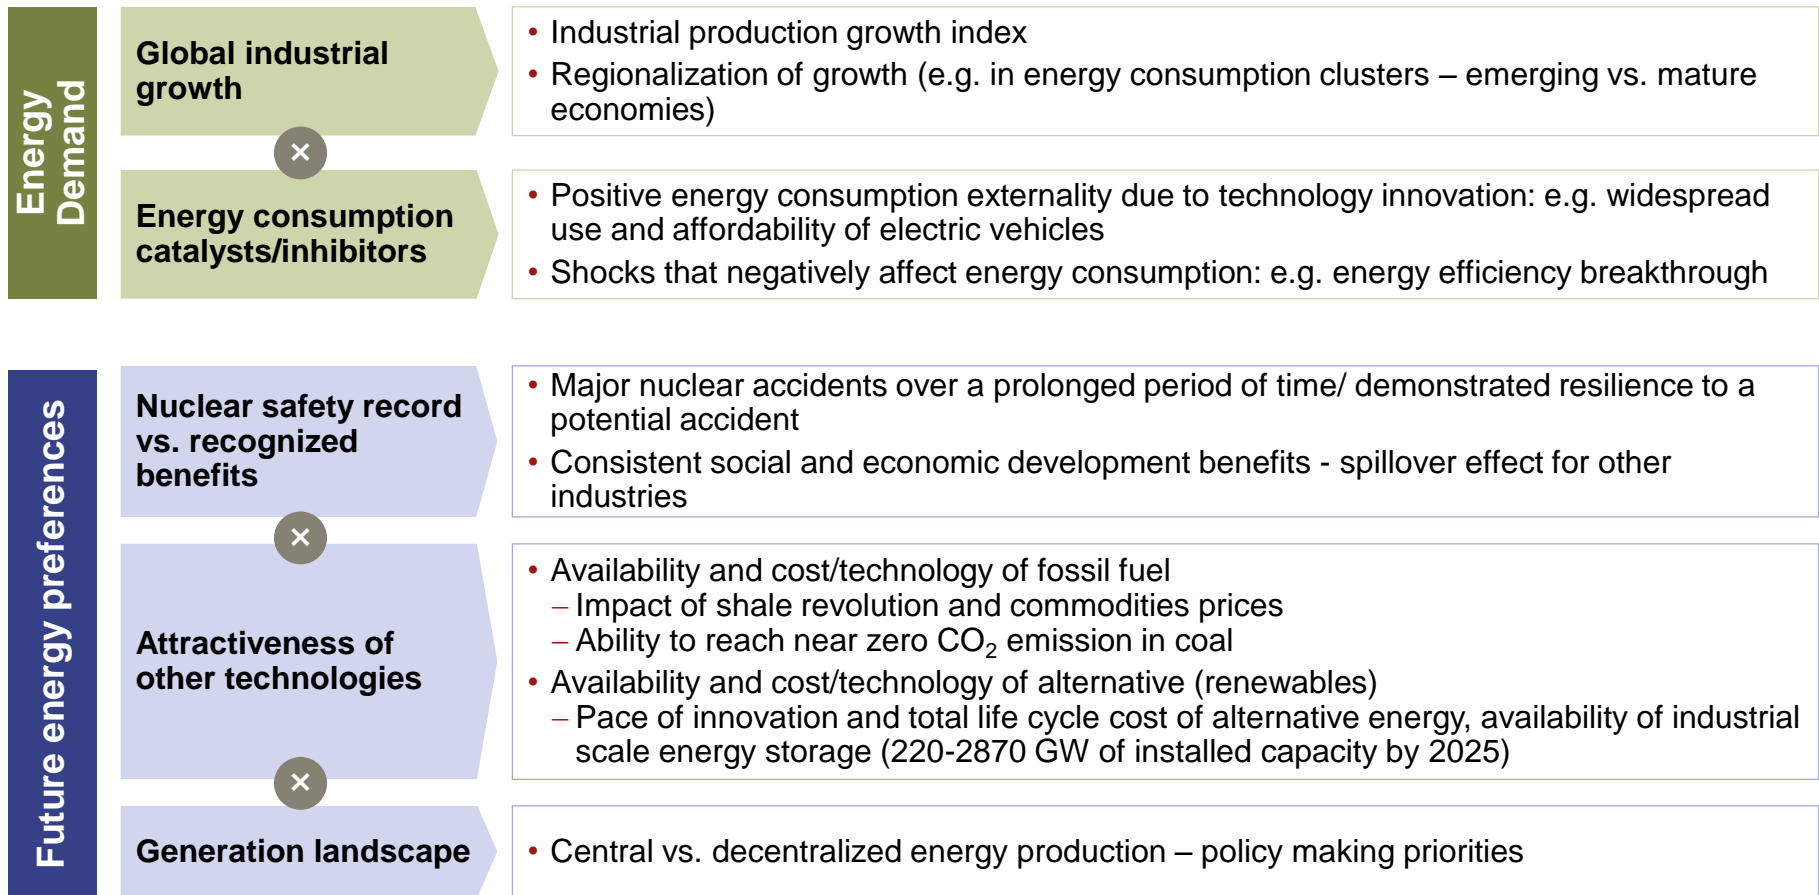 Energy
Demand
Global industrial
growth
• Industrial production growth index
• Regionalization of growth (e.g. in energy consumption clusters – emerging vs. mature
economies)
×
Energy consumption
catalysts/inhibitors
• Positive energy consumption externality due to technology innovation: e.g. widespread
use and affordability of electric vehicles
• Shocks that negatively affect energy consumption: e.g. energy efficiency breakthrough
Future energy preferences
Nuclear safety record
vs. recognized
benefits
• Major nuclear accidents over a prolonged period of time/ demonstrated resilience to a
potential accident
• Consistent social and economic development benefits - spillover effect for other
industries
×
Attractiveness of
other technologies
• Availability and cost/technology of fossil fuel
– Impact of shale revolution and commodities prices
– Ability to reach near zero CO₂ emission in coal
• Availability and cost/technology of alternative (renewables)
– Pace of innovation and total life cycle cost of alternative energy, availability of industrial
scale energy storage (220-2870 GW of installed capacity by 2025)
×
Generation landscape
• Central vs. decentralized energy production – policy making priorities